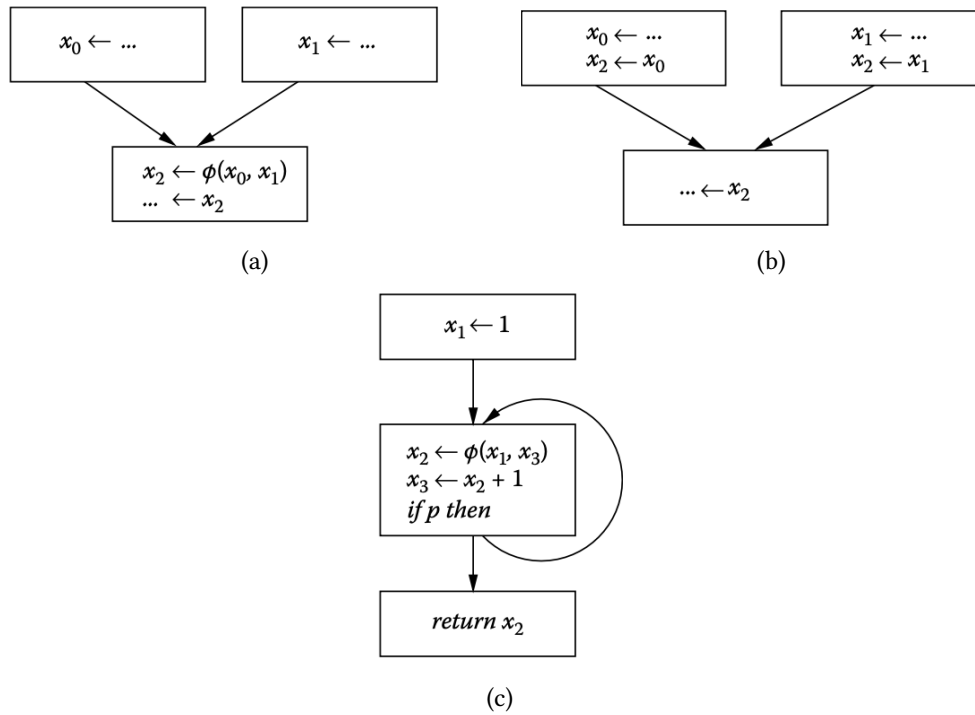 x₀ ← ...
x₁ ← ...
x₂ ← ϕ(x₀, x₁)
... ← x₂
(a)
x₀ ← ...
x₂ ← x₀
x₁ ← ...
x₂ ← x₁
... ← x₂
(b)
x₁ ← 1
x₂ ← ϕ(x₁, x₃)
x₃ ← x₂ + 1
if p then
return x₂
(c)